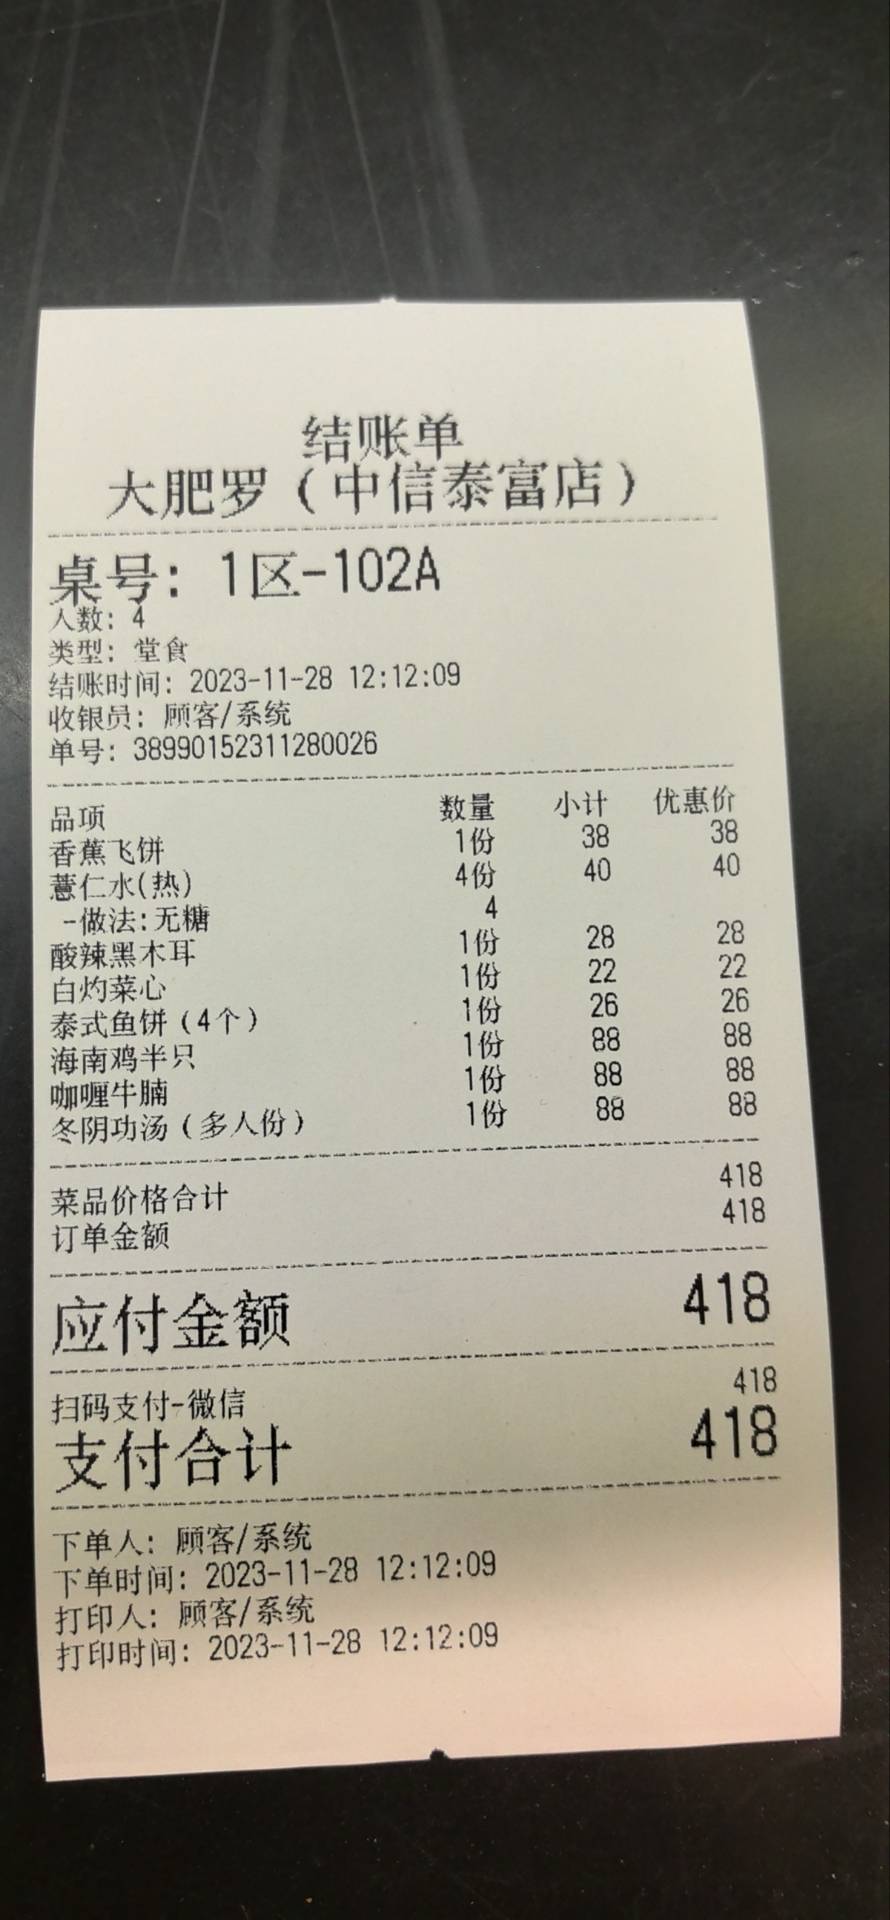 结账单
大肥罗（中信泰富店）
桌号: 1区-102A
人数: 4
类型: 堂食
结账时间: 2023-11-28 12:12:09
收银员: 顾客/系统
单号: 38990152311280026
品项 数量 小计 优惠价
香蕉飞饼 1份 38 38
薏仁水(热) 4份 40 40
-做法:无糖 4
酸辣黑木耳 1份 28 28
白灼菜心 1份 22 22
泰式鱼饼（4个） 1份 26 26
海南鸡半只 1份 88 88
咖喱牛腩 1份 88 88
冬阴功汤（多人份） 1份 88 88
菜品价格合计 418
订单金额 418
应付金额 418
扫码支付-微信 418
支付合计 418
下单人: 顾客/系统
下单时间: 2023-11-28 12:12:09
打印人: 顾客/系统
打印时间: 2023-11-28 12:12:09